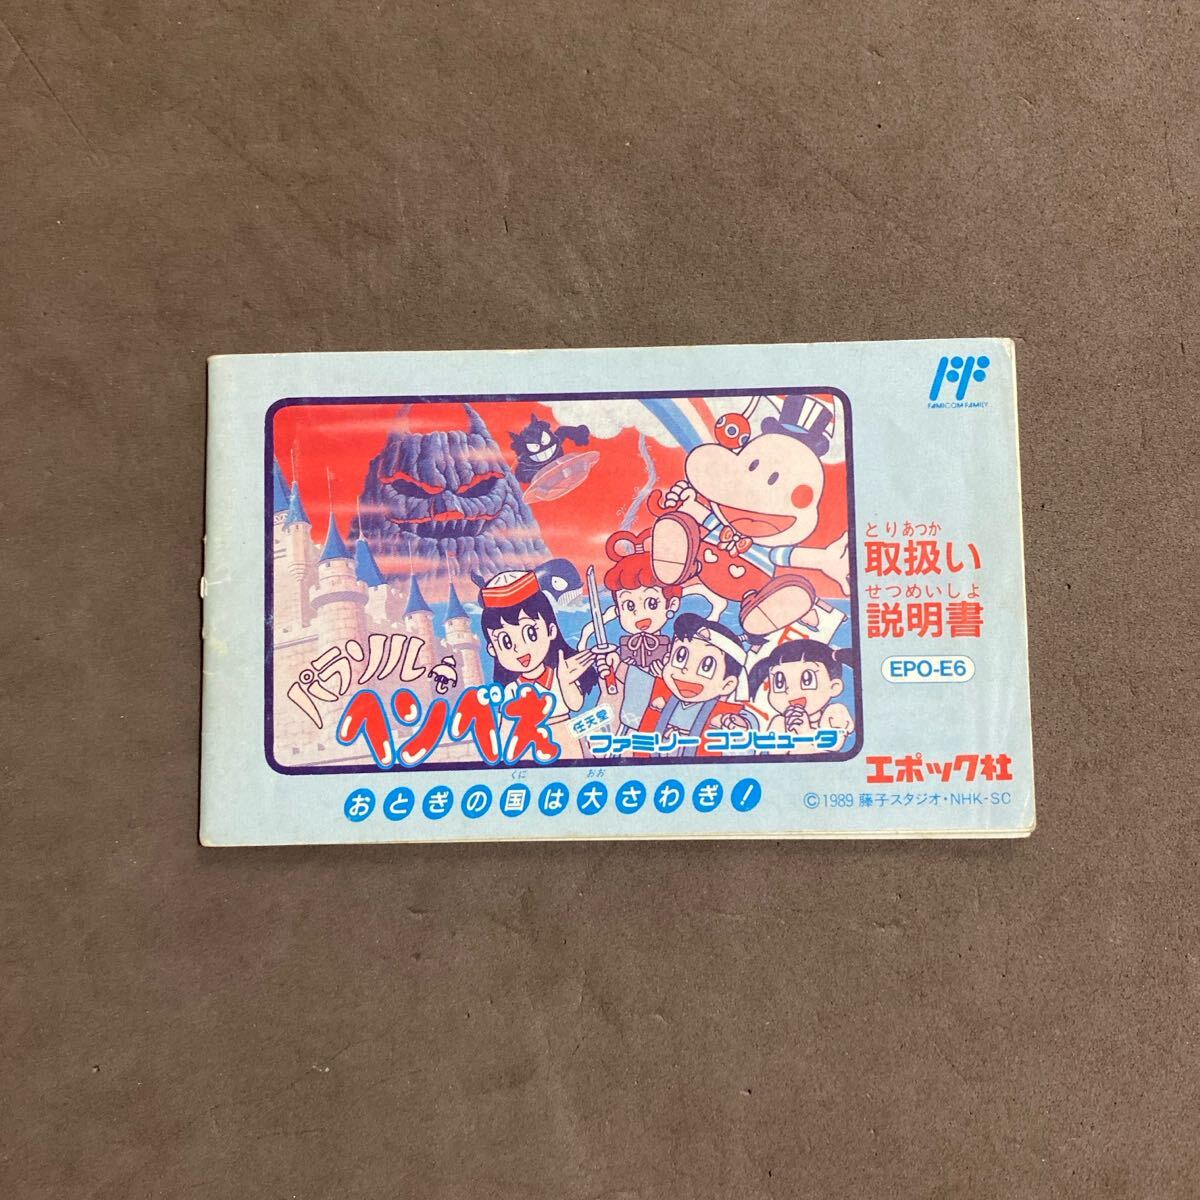 FAMICOM FAMILY
とりあつか
取扱い
せつめいしょ
説明書
EPO-E6
パラソル
ヘンべえ
任天堂
ファミリーコンピュータ
くに おお
おとぎの国は大さわぎ!
エポック社
©1989 藤子スタジオ・NHK-SC